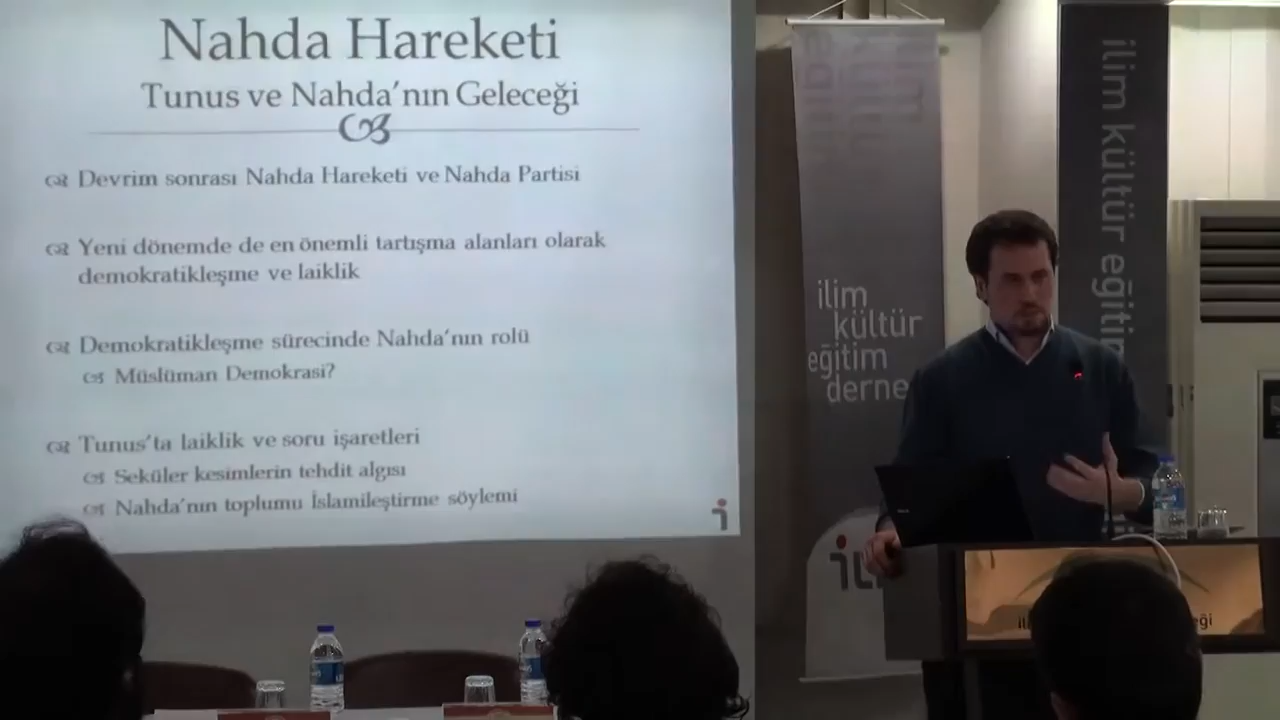 Nahda Hareketi
Tunus ve Nahda'nın Geleceği
Devrim sonrası Nahda Hareketi ve Nahda Partisi
Yeni dönemde de en önemli tartışma alanları olarak
demokratikleşme ve laiklik
Demokratikleşme sürecinde Nahda'nın rolü
Müslüman Demokrasi?
Tunus'ta laiklik ve soru işaretleri
Seküler kesimlerin tehdit algısı
Nahda'nın toplumu İslamileştirme söylemi
ilim
kültür
eğitim
derne
ilim kültür eğitim